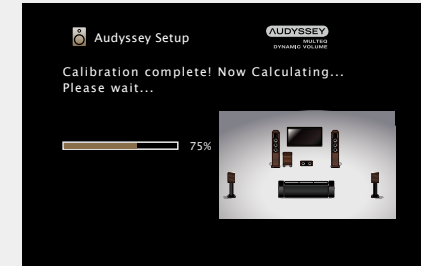 Audyssey Setup
AUDYSSEY
MULTEQ
DYNAMIC VOLUME
Calibration complete! Now Calculating...
Please wait...
75%